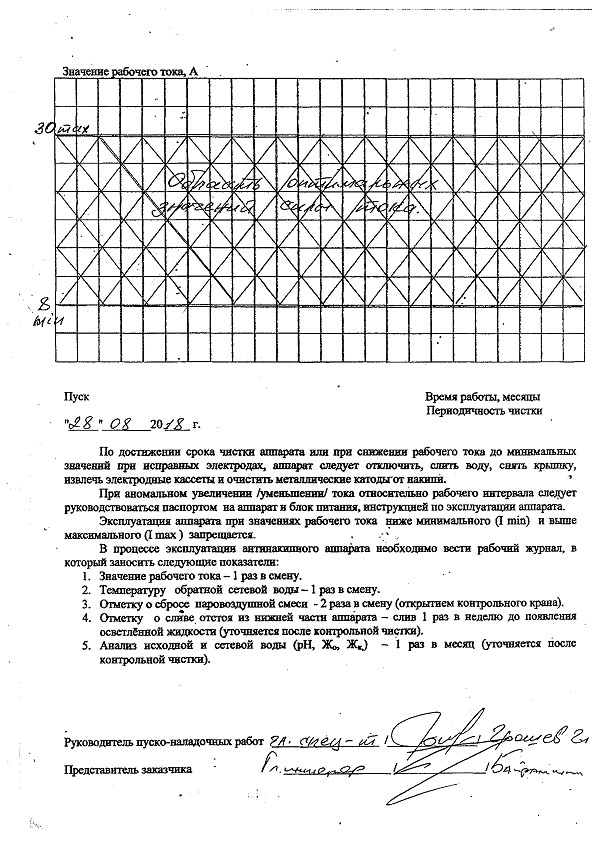 Значение рабочего тока, А
30 max
Область оптимальных
значений силы тока.
8
min
Пуск Время работы, месяцы
Периодичность чистки
"28" 08 2018 г.
По достижении срока чистки аппарата или при снижении рабочего тока до минимальных
значений при исправных электродах, аппарат следует отключить, слить воду, снять крышку,
извлечь электродные кассеты и очистить металлические катоды от накипи.
При аномальном увеличении /уменьшении/ тока относительно рабочего интервала следует
руководствоваться паспортом на аппарат и блок питания, инструкцией по эксплуатации аппарата.
Эксплуатация аппарата при значениях рабочего тока ниже минимального (I min) и выше
максимального (I max ) запрещается.
В процессе эксплуатации антинакипного аппарата необходимо вести рабочий журнал, в
который заносить следующие показатели:
1. Значение рабочего тока – 1 раз в смену.
2. Температуру обратной сетевой воды – 1 раз в смену.
3. Отметку о сбросе паровоздушной смеси - 2 раза в смену (открытием контрольного крана).
4. Отметку о сливе отстоя из нижней части аппарата – слив 1 раз в неделю до появления
осветлённой жидкости (уточняется после контрольной чистки).
5. Анализ исходной и сетевой воды (рН, Жо, Жк) – 1 раз в месяц (уточняется после
контрольной чистки).
Руководитель пуско-наладочных работ гл. спец-т
Представитель заказчика Гл.инженер